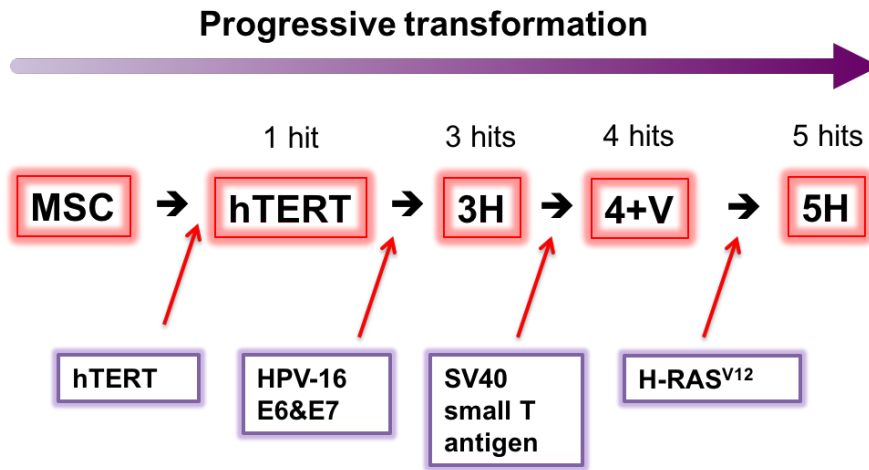 Progressive transformation
1 hit
3 hits
4 hits
5 hits
MSC → hTERT → 3H → 4+V → 5H
hTERT
HPV-16
E6&E7
SV40
small T
antigen
H-RASV12